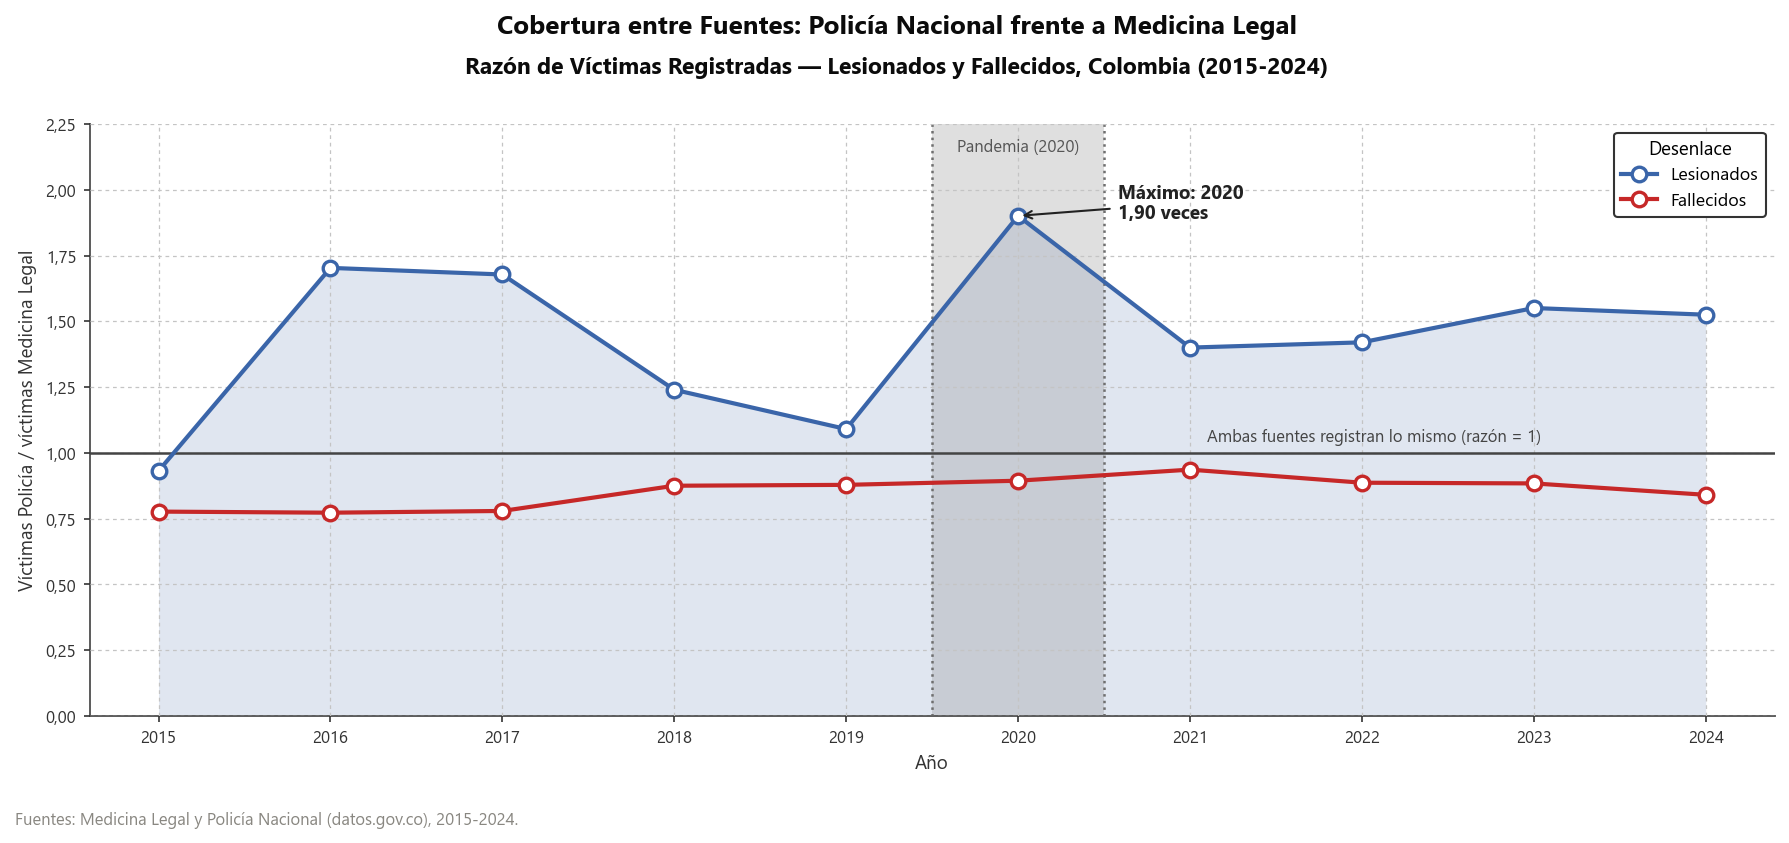 Cobertura entre Fuentes: Policía Nacional frente a Medicina Legal
Razón de Víctimas Registradas — Lesionados y Fallecidos, Colombia (2015-2024)
Víctimas Policía / víctimas Medicina Legal
2,25
2,00
1,75
1,50
1,25
1,00
0,75
0,50
0,25
0,00
Pandemia (2020)
Máximo: 2020
1,90 veces
Desenlace
Lesionados
Fallecidos
Ambas fuentes registran lo mismo (razón = 1)
2015
2016
2017
2018
2019
2020
2021
2022
2023
2024
Año
Fuentes: Medicina Legal y Policía Nacional (datos.gov.co), 2015-2024.